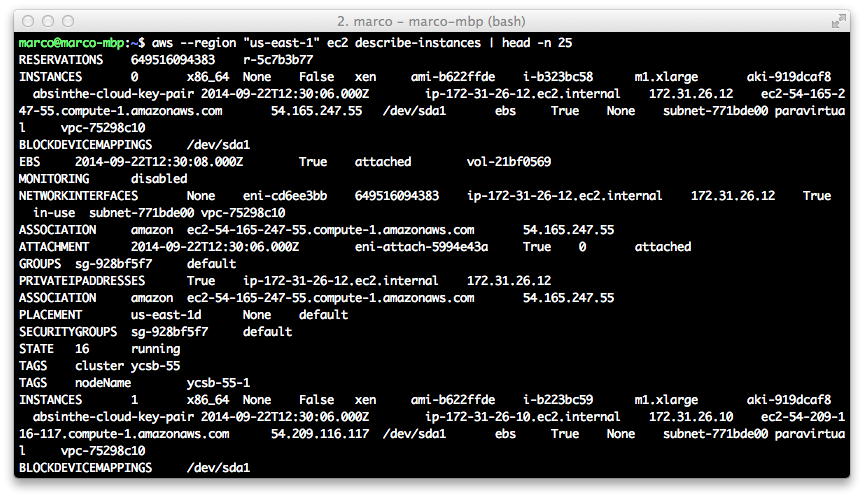 2. marco – marco-mbp (bash)
marco@marco-mbp:~$ aws --region "us-east-1" ec2 describe-instances | head -n 25
RESERVATIONS 649516094383 r-5c7b3b77
INSTANCES 0 x86_64 None False xen ami-b622ffde i-b323bc58 m1.xlarge aki-919dcaf8
absinthe-cloud-key-pair 2014-09-22T12:30:06.000Z ip-172-31-26-12.ec2.internal 172.31.26.12 ec2-54-165-2
47-55.compute-1.amazonaws.com 54.165.247.55 /dev/sda1 ebs True None subnet-771bde00 paravirtua
l vpc-75298c10
BLOCKDEVICEMAPPINGS /dev/sda1
EBS 2014-09-22T12:30:08.000Z True attached vol-21bf0569
MONITORING disabled
NETWORKINTERFACES None eni-cd6ee3bb 649516094383 ip-172-31-26-12.ec2.internal 172.31.26.12 True
in-use subnet-771bde00 vpc-75298c10
ASSOCIATION amazon ec2-54-165-247-55.compute-1.amazonaws.com 54.165.247.55
ATTACHMENT 2014-09-22T12:30:06.000Z eni-attach-5994e43a True 0 attached
GROUPS sg-928bf5f7 default
PRIVATEIPADDRESSES True ip-172-31-26-12.ec2.internal 172.31.26.12
ASSOCIATION amazon ec2-54-165-247-55.compute-1.amazonaws.com 54.165.247.55
PLACEMENT us-east-1d None default
SECURITYGROUPS sg-928bf5f7 default
STATE 16 running
TAGS cluster ycsb-55
TAGS nodeName ycsb-55-1
INSTANCES 1 x86_64 None False xen ami-b622ffde i-b223bc59 m1.xlarge aki-919dcaf8
absinthe-cloud-key-pair 2014-09-22T12:30:06.000Z ip-172-31-26-10.ec2.internal 172.31.26.10 ec2-54-209-1
16-117.compute-1.amazonaws.com 54.209.116.117 /dev/sda1 ebs True None subnet-771bde00 paravirtua
l vpc-75298c10
BLOCKDEVICEMAPPINGS /dev/sda1